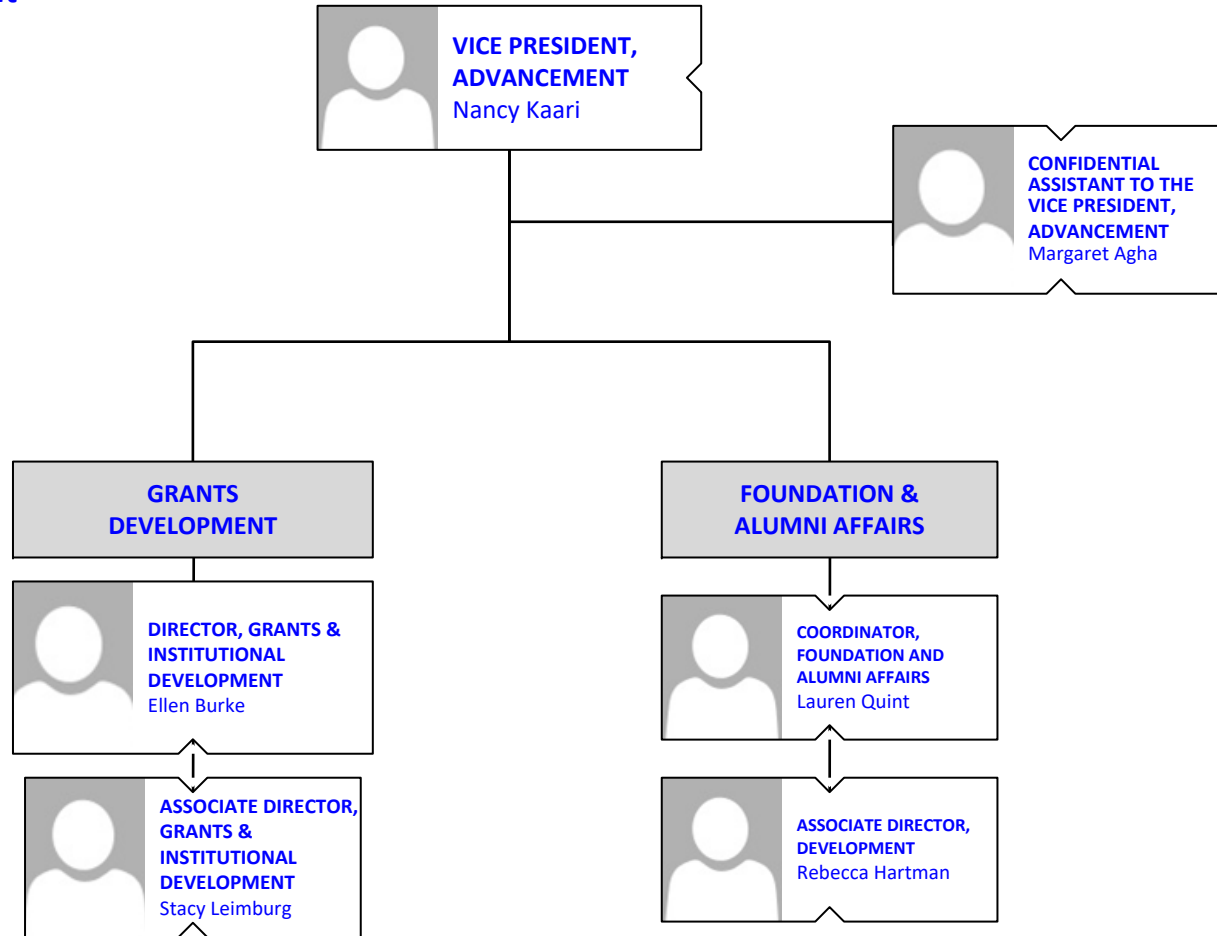 VICE PRESIDENT,
ADVANCEMENT
Nancy Kaari
CONFIDENTIAL
ASSISTANT TO THE
VICE PRESIDENT,
ADVANCEMENT
Margaret Agha
GRANTS
DEVELOPMENT
DIRECTOR, GRANTS &
INSTITUTIONAL
DEVELOPMENT
Ellen Burke
ASSOCIATE DIRECTOR,
GRANTS &
INSTITUTIONAL
DEVELOPMENT
Stacy Leimburg
FOUNDATION &
ALUMNI AFFAIRS
COORDINATOR,
FOUNDATION AND
ALUMNI AFFAIRS
Lauren Quint
ASSOCIATE DIRECTOR,
DEVELOPMENT
Rebecca Hartman